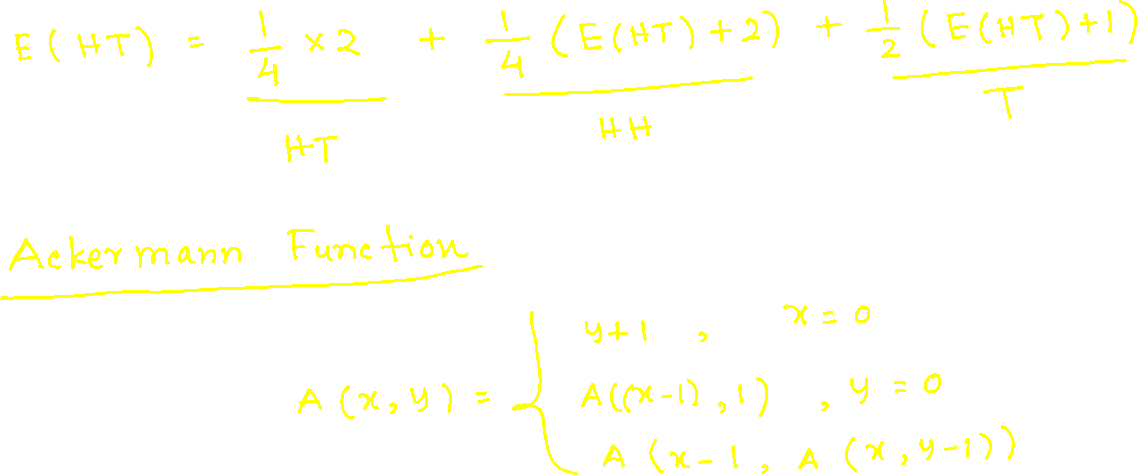 E(HT) = 1/4 × 2 + 1/4 (E(HT)+2) + 1/2 (E(HT)+1)
HT HH T
Ackermann Function
y+1 , x=0
A(x,y) = { A((x-1),1) , y=0
A(x-1, A(x,y-1))